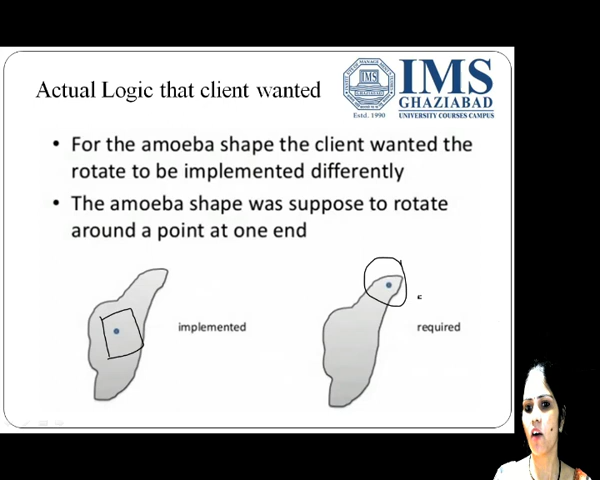 Actual Logic that client wanted
IMS
IMS
GHAZIABAD
UNIVERSITY COURSES CAMPUS
Estd. 1990
• For the amoeba shape the client wanted the
rotate to be implemented differently
• The amoeba shape was suppose to rotate
around a point at one end
implemented
required